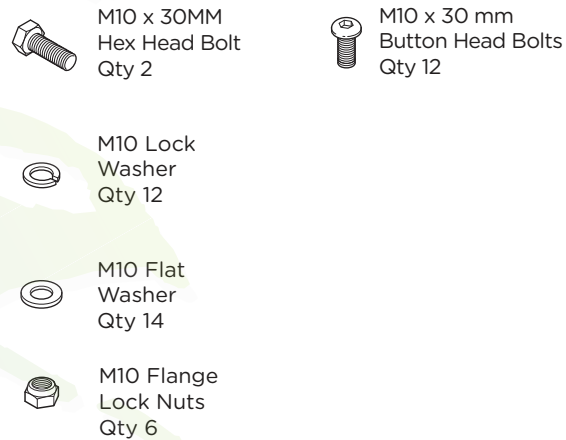 M10 x 30MM
Hex Head Bolt
Qty 2
M10 x 30 mm
Button Head Bolts
Qty 12
M10 Lock
Washer
Qty 12
M10 Flat
Washer
Qty 14
M10 Flange
Lock Nuts
Qty 6